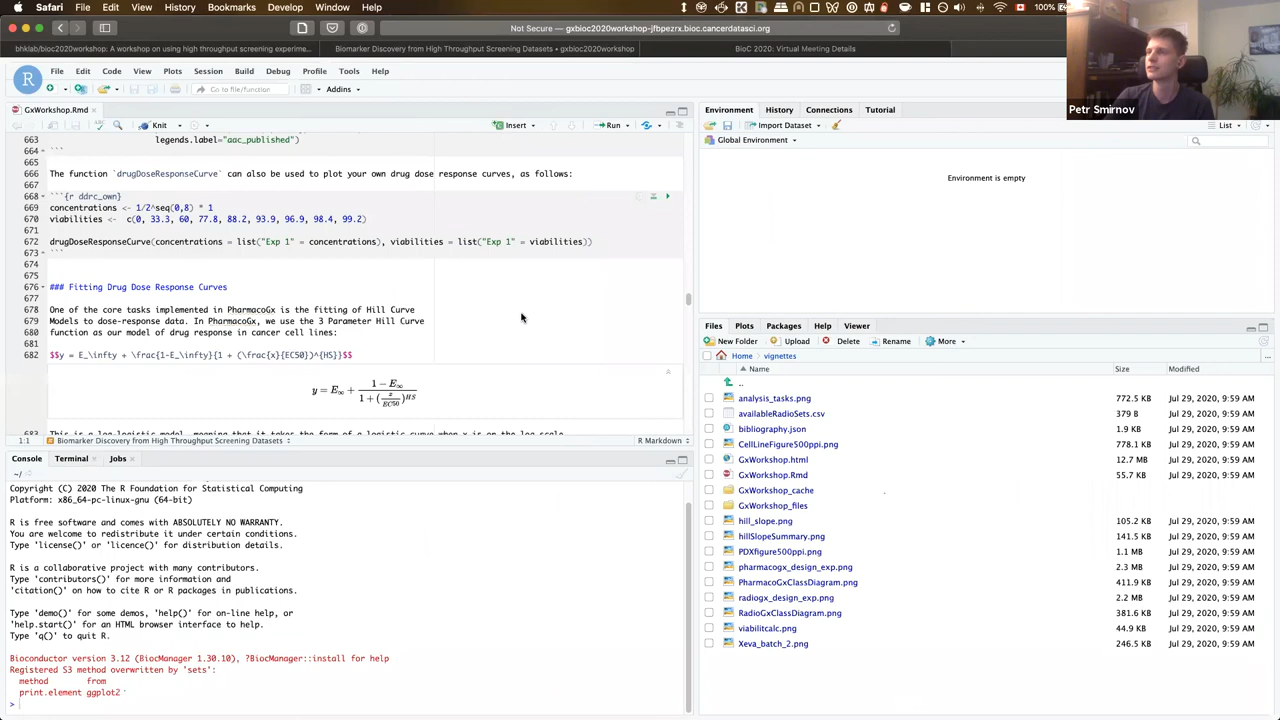 Safari File Edit View History Bookmarks Develop Window Help 100%
Not Secure — gxbioc2020workshop-jfbpezrx.bioc.cancerdatasci.org
bhklab/bioc2020workshop: A workshop on using high throughput screening experime...
Biomarker Discovery from High Throughput Screening Datasets • gxbioc2020workshop
BioC 2020: Virtual Meeting Details
Petr Smirnov
R File Edit Code View Plots Session Build Debug Profile Tools Help
Go to file/function Addins
GxWorkshop.Rmd
Knit Insert Run
663 legends.label="aac_published")
664 ```
665
666 The function `drugDoseResponseCurve` can also be used to plot your own drug dose response curves, as follows:
667
668 ```{r ddrc_own}
669 concentrations <- 1/2^seq(0,8) * 1
670 viabilities <- c(0, 33.3, 60, 77.8, 88.2, 93.9, 96.9, 98.4, 99.2)
671
672 drugDoseResponseCurve(concentrations = list("Exp 1" = concentrations), viabilities = list("Exp 1" = viabilities))
673 ```
674
675
676 ### Fitting Drug Dose Response Curves
677
678 One of the core tasks implemented in PharmacoGx is the fitting of Hill Curve
679 Models to dose-response data. In PharmacoGx, we use the 3 Parameter Hill Curve
680 function as our model of drug response in cancer cell lines:
681
682 $$y = E_\infty + \frac{1-E_\infty}{1 + (\frac{x}{EC50})^{HS}}$$
y = E∞ + 1 − E∞ / 1 + (x / EC50)^HS
This is a log-logistic model, meaning that it takes the form of a logistic curve when x is on the log scale.
1:1 Biomarker Discovery from High Throughput Screening Datasets R Markdown
Console Terminal Jobs
~/
Copyright (C) 2020 The R Foundation for Statistical Computing
Platform: x86_64-pc-linux-gnu (64-bit)
R is free software and comes with ABSOLUTELY NO WARRANTY.
You are welcome to redistribute it under certain conditions.
Type 'license()' or 'licence()' for distribution details.
R is a collaborative project with many contributors.
Type 'contributors()' for more information and
'citation()' on how to cite R or R packages in publications.
Type 'demo()' for some demos, 'help()' for on-line help, or
'help.start()' for an HTML browser interface to help.
Type 'q()' to quit R.
Bioconductor version 3.12 (BiocManager 1.30.10), ?BiocManager::install for help
Registered S3 method overwritten by 'sets':
method from
print.element ggplot2
>
Environment History Connections Tutorial
Import Dataset List
Global Environment
Environment is empty
Files Plots Packages Help Viewer
New Folder Upload Delete Rename More
Home vignettes ...
Name Size Modified
..
analysis_tasks.png 772.5 KB Jul 29, 2020, 9:59 AM
availableRadioSets.csv 379 B Jul 29, 2020, 9:59 AM
bibliography.json 1.9 KB Jul 29, 2020, 9:59 AM
CellLineFigure500ppi.png 778.1 KB Jul 29, 2020, 9:59 AM
GxWorkshop.html 12.7 MB Jul 29, 2020, 9:59 AM
GxWorkshop.Rmd 55.7 KB Jul 29, 2020, 9:59 AM
GxWorkshop_cache Jul 29, 2020, 9:59 AM
GxWorkshop_files Jul 29, 2020, 9:59 AM
hill_slope.png 105.2 KB Jul 29, 2020, 9:59 AM
hillSlopeSummary.png 141.5 KB Jul 29, 2020, 9:59 AM
PDXfigure500ppi.png 1.1 MB Jul 29, 2020, 9:59 AM
pharmacogx_design_exp.png 2.3 MB Jul 29, 2020, 9:59 AM
PharmacoGxClassDiagram.png 411.9 KB Jul 29, 2020, 9:59 AM
radiogx_design_exp.png 2.2 MB Jul 29, 2020, 9:59 AM
RadioGxClassDiagram.png 381.6 KB Jul 29, 2020, 9:59 AM
viabilitcalc.png 44.9 KB Jul 29, 2020, 9:59 AM
Xeva_batch_2.png 246.5 KB Jul 29, 2020, 9:59 AM